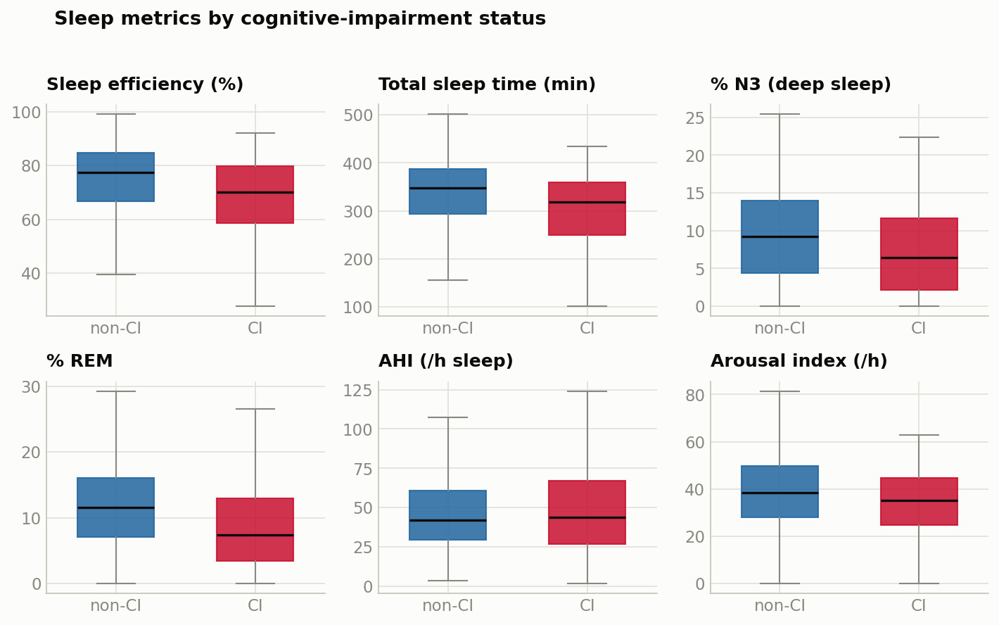 Sleep metrics by cognitive-impairment status
Sleep efficiency (%)
100
80
60
40
non-CI CI
Total sleep time (min)
500
400
300
200
100
non-CI CI
% N3 (deep sleep)
25
20
15
10
5
0
non-CI CI
% REM
30
20
10
0
non-CI CI
AHI (/h sleep)
125
100
75
50
25
0
non-CI CI
Arousal index (/h)
80
60
40
20
0
non-CI CI